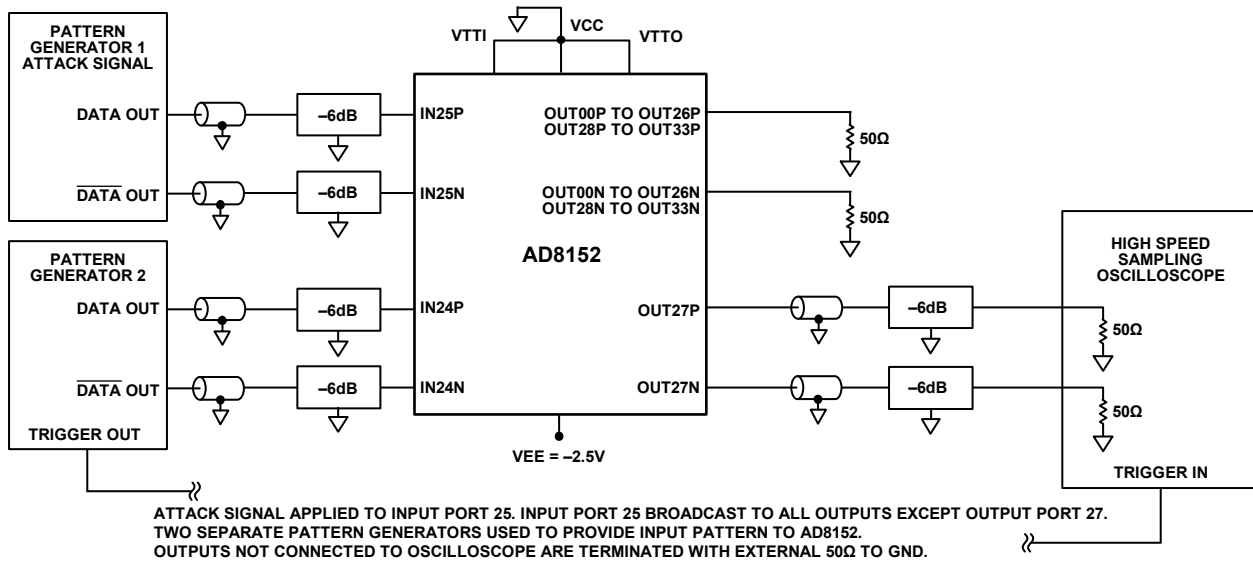 PATTERN
GENERATOR 1
ATTACK SIGNAL
DATA OUT
DATA OUT
PATTERN
GENERATOR 2
DATA OUT
DATA OUT
TRIGGER OUT
–6dB
–6dB
–6dB
–6dB
VTTI
VCC
VTTO
IN25P
IN25N
IN24P
IN24N
OUT00P TO OUT26P
OUT28P TO OUT33P
OUT00N TO OUT26N
OUT28N TO OUT33N
AD8152
OUT27P
OUT27N
VEE = –2.5V
50Ω
50Ω
–6dB
–6dB
HIGH SPEED
SAMPLING
OSCILLOSCOPE
50Ω
50Ω
TRIGGER IN
ATTACK SIGNAL APPLIED TO INPUT PORT 25. INPUT PORT 25 BROADCAST TO ALL OUTPUTS EXCEPT OUTPUT PORT 27.
TWO SEPARATE PATTERN GENERATORS USED TO PROVIDE INPUT PATTERN TO AD8152.
OUTPUTS NOT CONNECTED TO OSCILLOSCOPE ARE TERMINATED WITH EXTERNAL 50Ω TO GND.